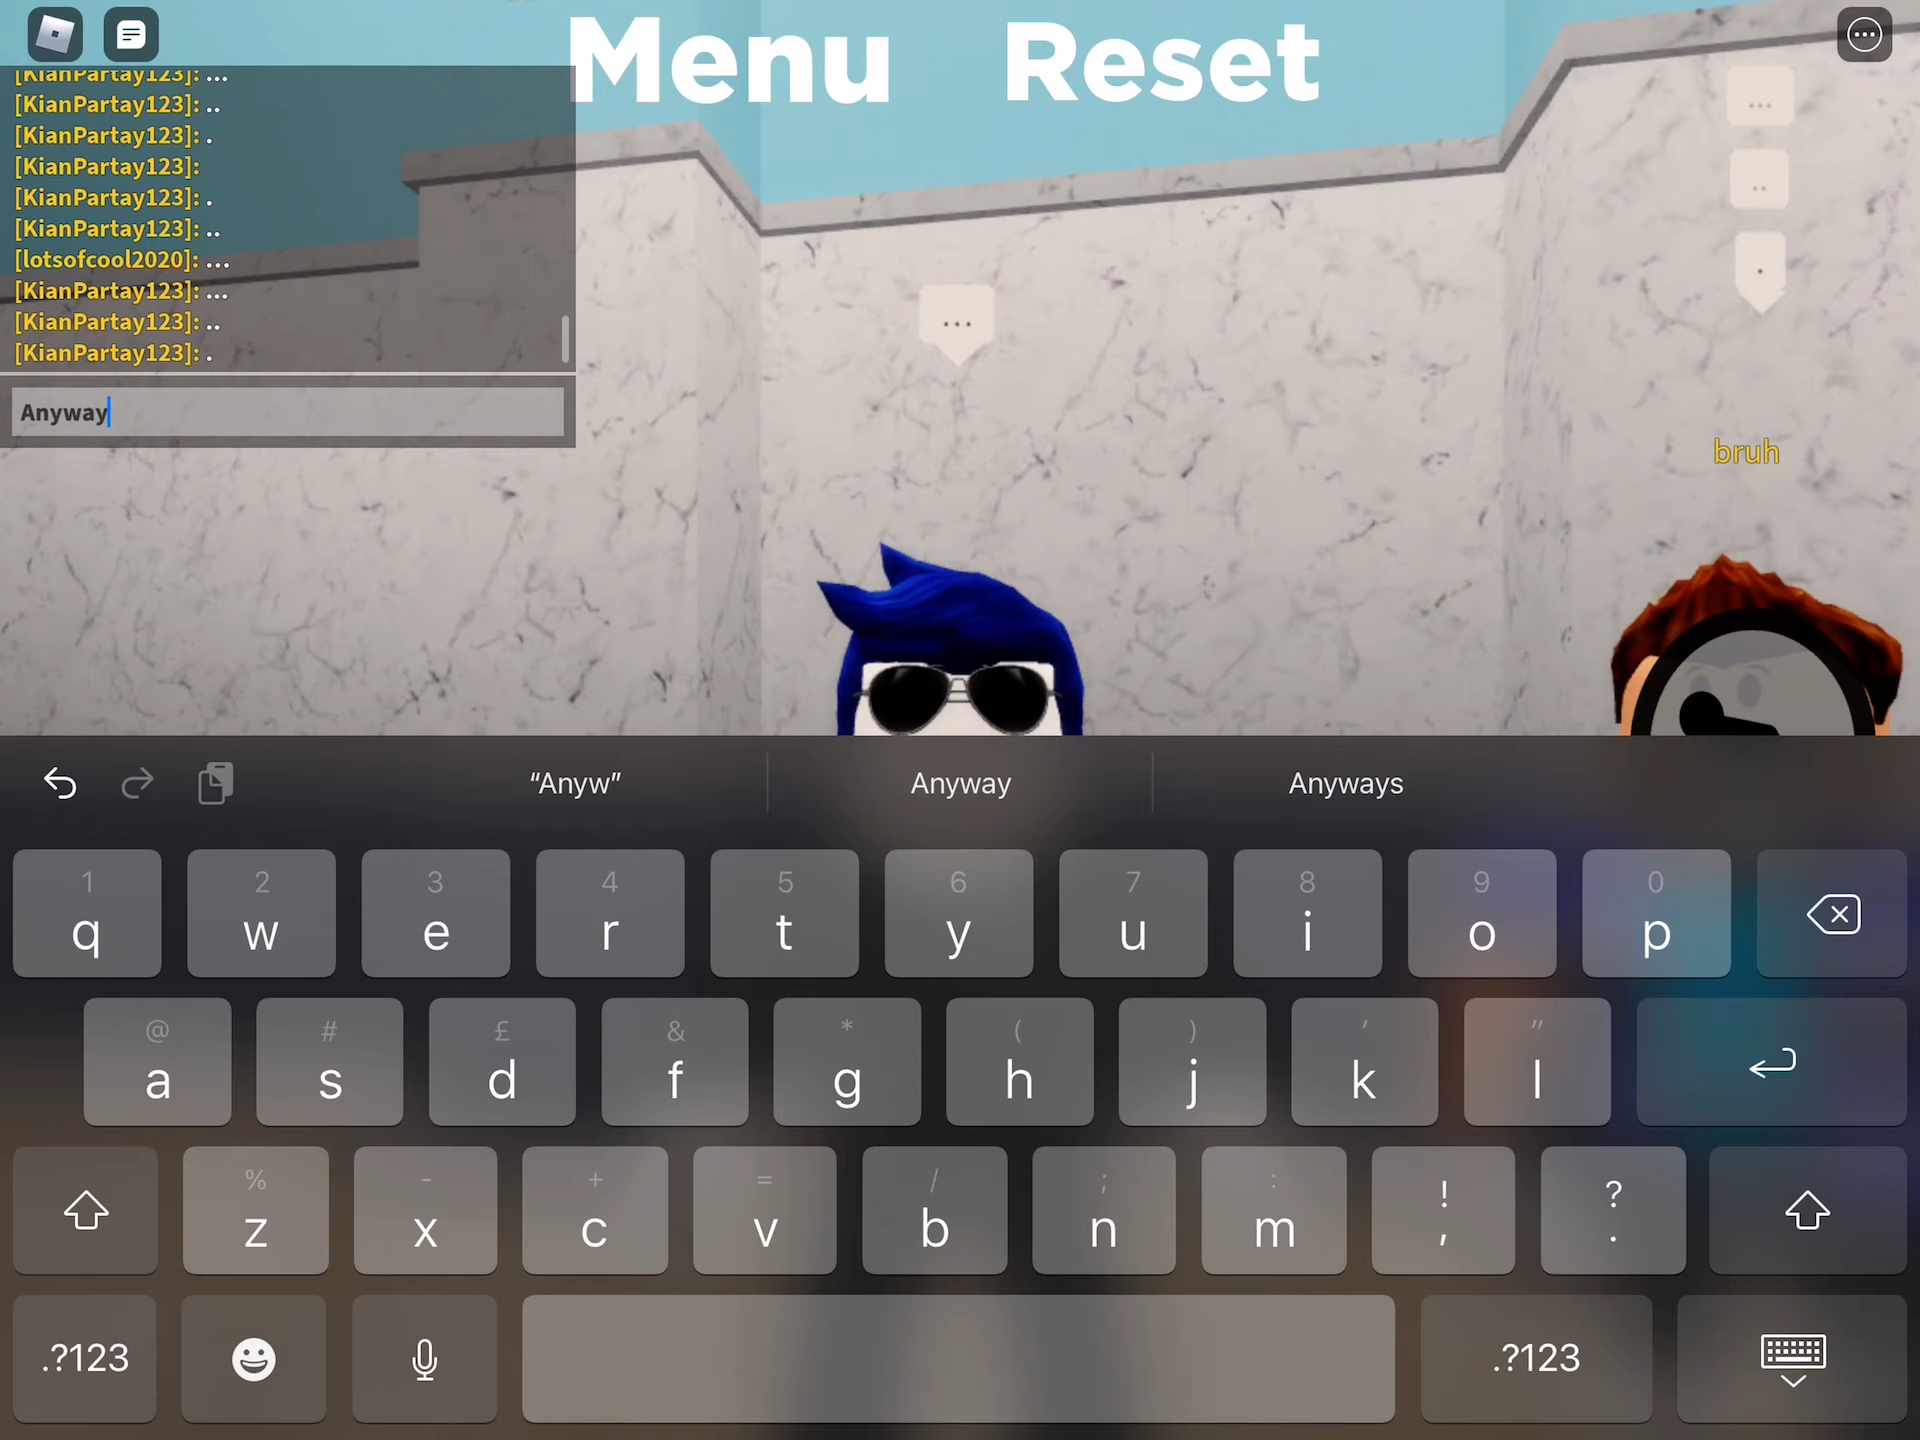 Menu Reset
[KianPartay123]: ...
[KianPartay123]: ..
[KianPartay123]: .
[KianPartay123]:
[KianPartay123]: .
[KianPartay123]: ..
[lotsofcool2020]: ...
[KianPartay123]: ...
[KianPartay123]: ..
[KianPartay123]: .
Anyway
...
..
.
...
bruh
“Anyw” Anyway Anyways
1 2 3 4 5 6 7 8 9 0
q w e r t y u i o p
@ # £ & * ( ) ' "
a s d f g h j k l
% - + = / ; : ! ?
z x c v b n m , .
.?123 .?123